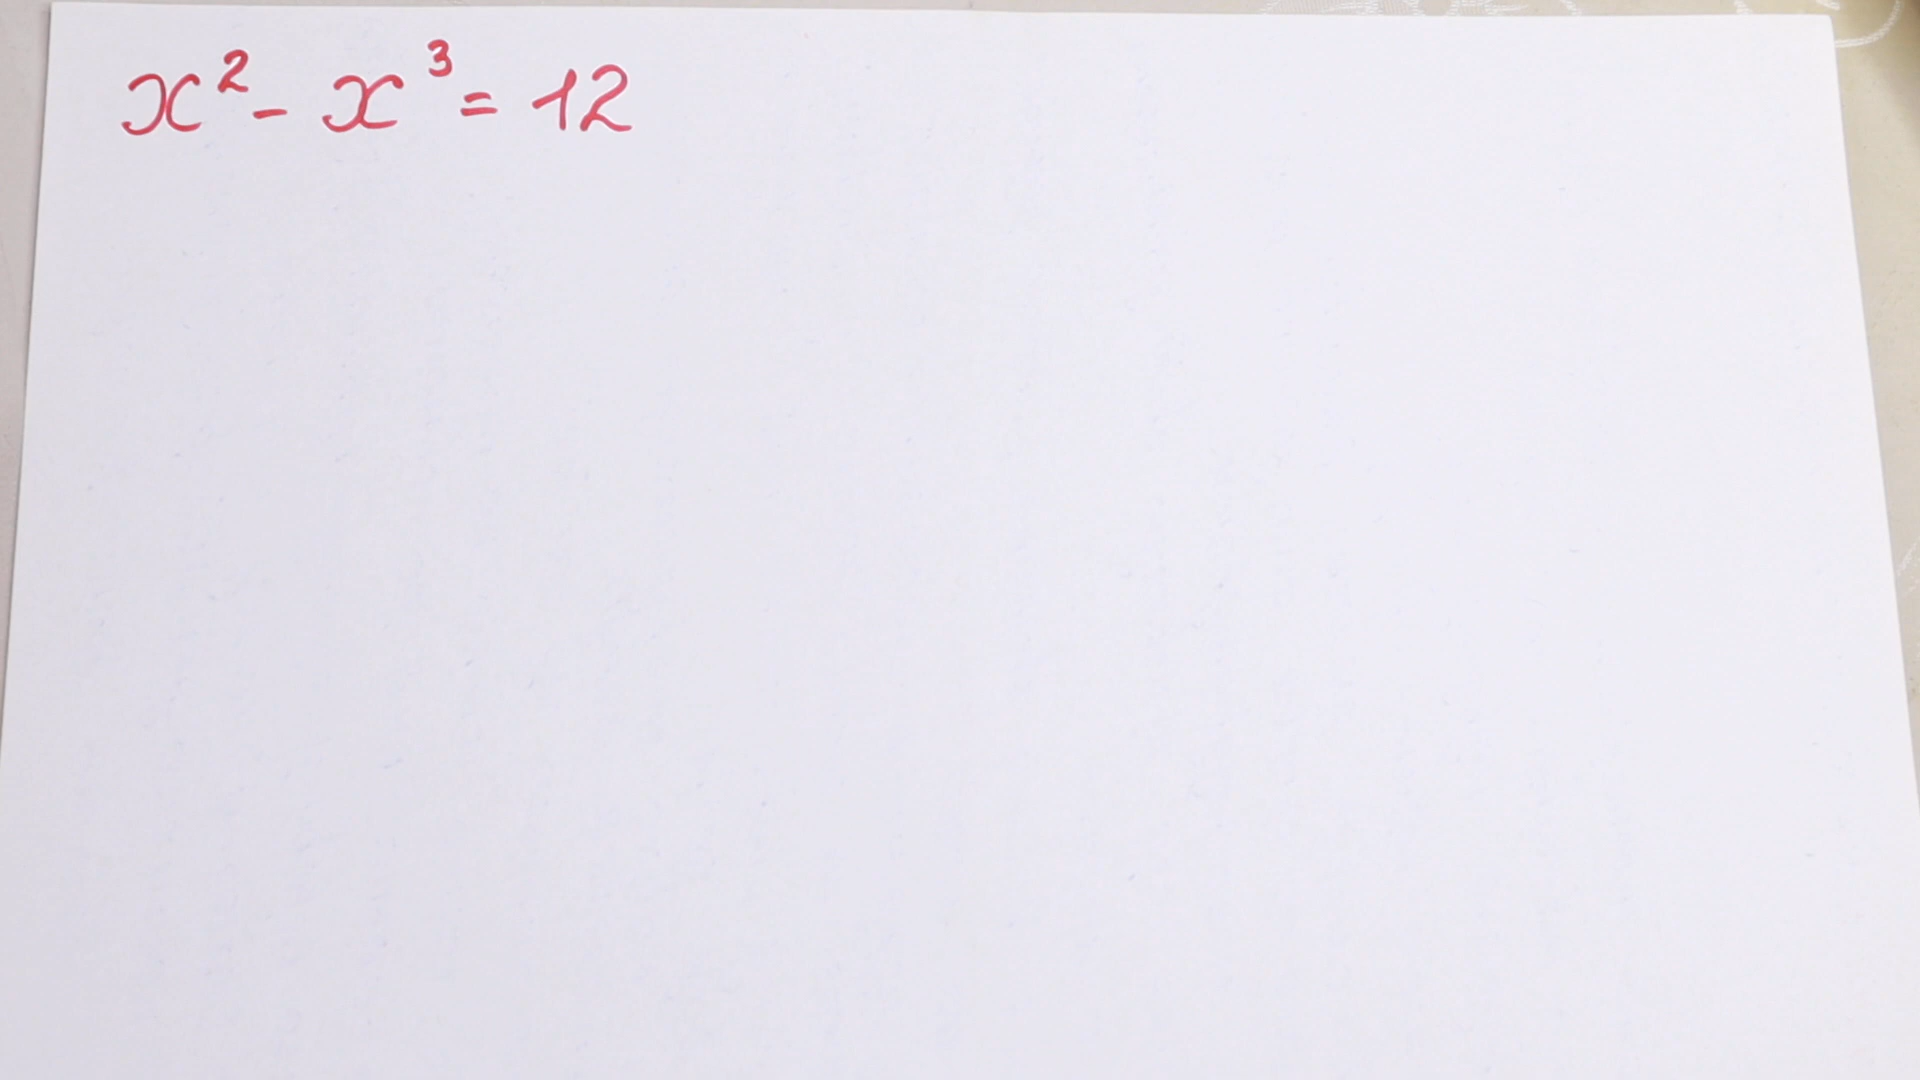 x² - x³ = 12